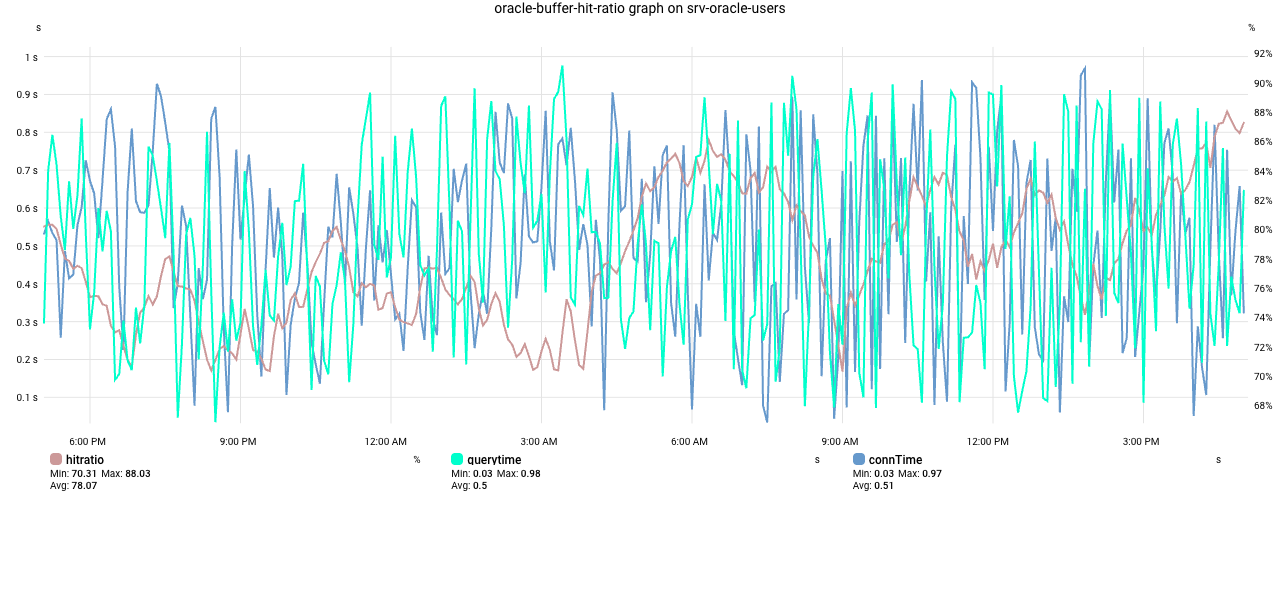 oracle-buffer-hit-ratio graph on srv-oracle-users
s %
1 s 92%
0.9 s 90%
0.8 s 88%
0.7 s 86%
0.6 s 84%
0.5 s 82%
0.4 s 80%
0.3 s 78%
0.2 s 76%
0.1 s 74%
72%
70%
68%
6:00 PM 9:00 PM 12:00 AM 3:00 AM 6:00 AM 9:00 AM 12:00 PM 3:00 PM
hitratio % querytime s connTime s
Min: 70.31 Max: 88.03 Min: 0.03 Max: 0.98 Min: 0.03 Max: 0.97
Avg: 78.07 Avg: 0.5 Avg: 0.51